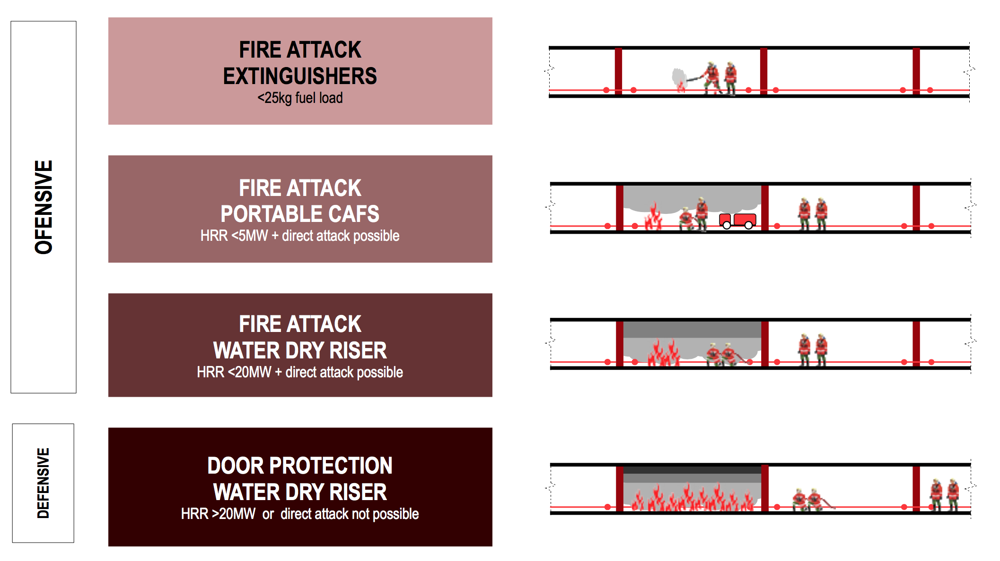 OFENSIVE
FIRE ATTACK
EXTINGUISHERS
<25kg fuel load
FIRE ATTACK
PORTABLE CAFS
HRR <5MW + direct attack possible
FIRE ATTACK
WATER DRY RISER
HRR <20MW + direct attack possible
DEFENSIVE
DOOR PROTECTION
WATER DRY RISER
HRR >20MW or direct attack not possible